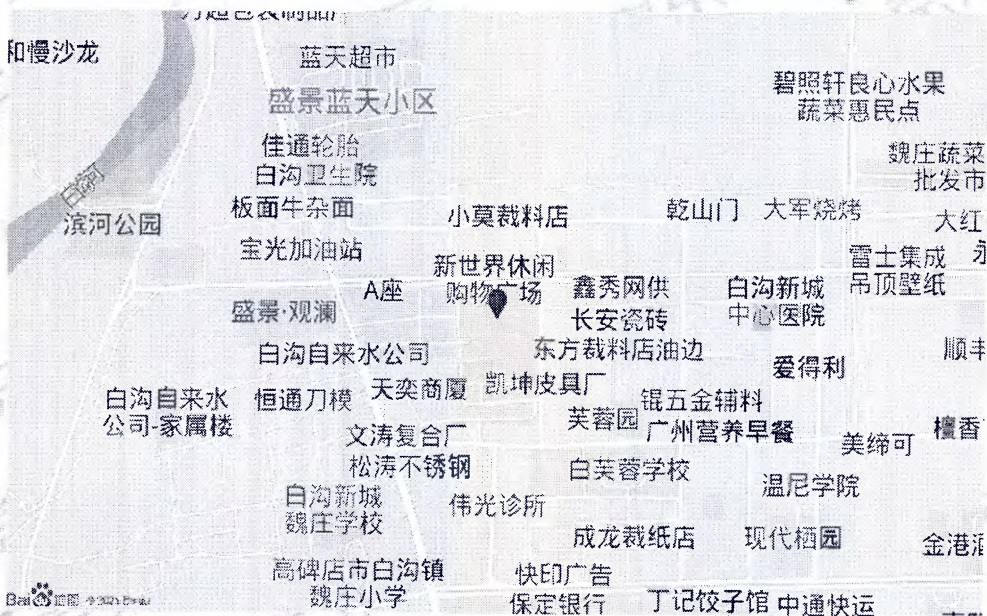 和慢沙龙
蓝天超市
盛景蓝天小区
碧照轩良心水果
蔬菜惠民点
佳通轮胎
白沟卫生院
魏庄蔬菜
批发市
白沟河
板面牛杂面
小莫裁料店
乾山门
大军烧烤
滨河公园
大红
宝光加油站
雷士集成
吊顶壁纸
新世界休闲
购物广场
A座
鑫秀网供
白沟新城
中心医院
盛景·观澜
长安瓷砖
白沟自来水公司
东方裁料店油边
顺丰
爱得利
白沟自来水
公司-家属楼
恒通刀模
天奕商厦
凯坤皮具厂
锟五金辅料
芙蓉园
广州营养早餐
檀香
文涛复合厂
美缔可
松涛不锈钢
白芙蓉学校
温尼学院
白沟新城
魏庄学校
伟光诊所
成龙裁纸店
现代栖园
金港酒
高碑店市白沟镇
魏庄小学
快印广告
保定银行
丁记饺子馆
中通快运
Bai地图